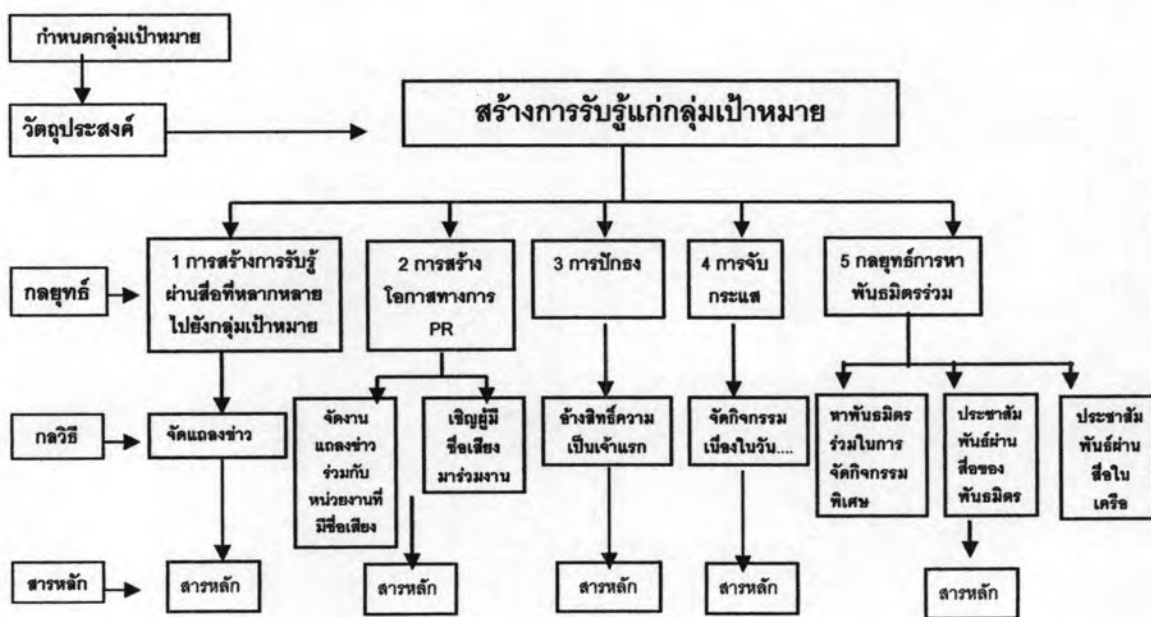 กำหนดกลุ่มเป้าหมาย
วัตถุประสงค์
สร้างการรับรู้แก่กลุ่มเป้าหมาย
กลยุทธ์
1 การสร้างการรับรู้
ผ่านสื่อที่หลากหลาย
ไปยังกลุ่มเป้าหมาย
2 การสร้าง
โอกาสทางการ
PR
3 การปักธง
4 การจับ
กระแส
5 กลยุทธ์การหา
พันธมิตรร่วม
กลวิธี
จัดแถลงข่าว
จัดงาน
แถลงข่าว
ร่วมกับ
หน่วยงานที่
มีชื่อเสียง
เชิญผู้มี
ชื่อเสียง
มาร่วมงาน
อ้างสิทธิ์ความ
เป็นเจ้าแรก
จัดกิจกรรม
เนื่องในวัน....
หาพันธมิตร
ร่วมในการ
จัดกิจกรรม
พิเศษ
ประชาสัม
พันธ์ผ่าน
สื่อของ
พันธมิตร
ประชาสัม
พันธ์ผ่าน
สื่อใน
เครือ
สารหลัก
สารหลัก
สารหลัก
สารหลัก
สารหลัก
สารหลัก